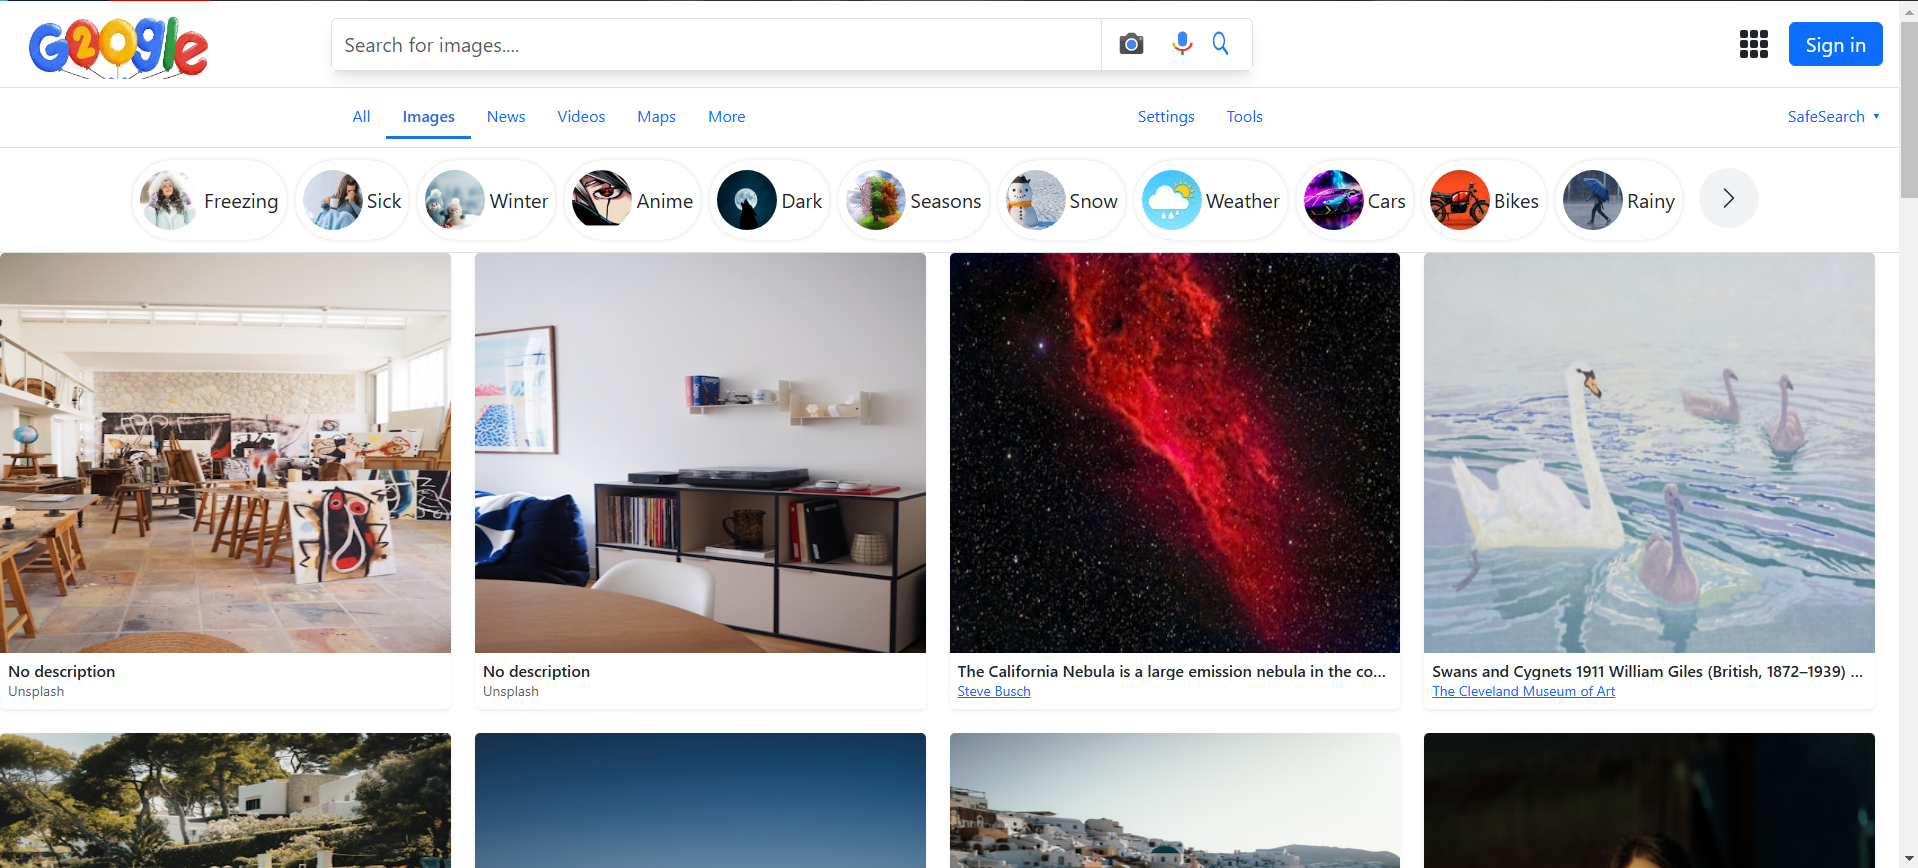 G20gle
Search for images....
Sign in
All Images News Videos Maps More Settings Tools SafeSearch
Freezing Sick Winter Anime Dark Seasons Snow Weather Cars Bikes Rainy
Design
No description
Unsplash
No description
Unsplash
The California Nebula is a large emission nebula in the co...
Steve Busch
Swans and Cygnets 1911 William Giles (British, 1872–1939) ...
The Cleveland Museum of Art